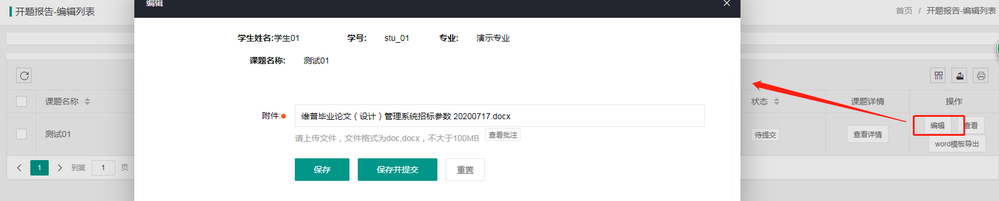 开题报告-编辑列表
首页 / 开题报告-编辑列表
编辑
学生姓名:学生01 学号: stu_01 专业: 演示专业
课题名称: 测试01
课题名称 状态 课题详情 操作
附件: 维普毕业论文（设计）管理系统招标参数 20200717.docx
测试01 待提交 查看详情 编辑 查看
请上传文件，文件格式为doc,docx，不大于100MB 查看批注
word模板导出
1 到第 1 页
保存 保存并提交 重置